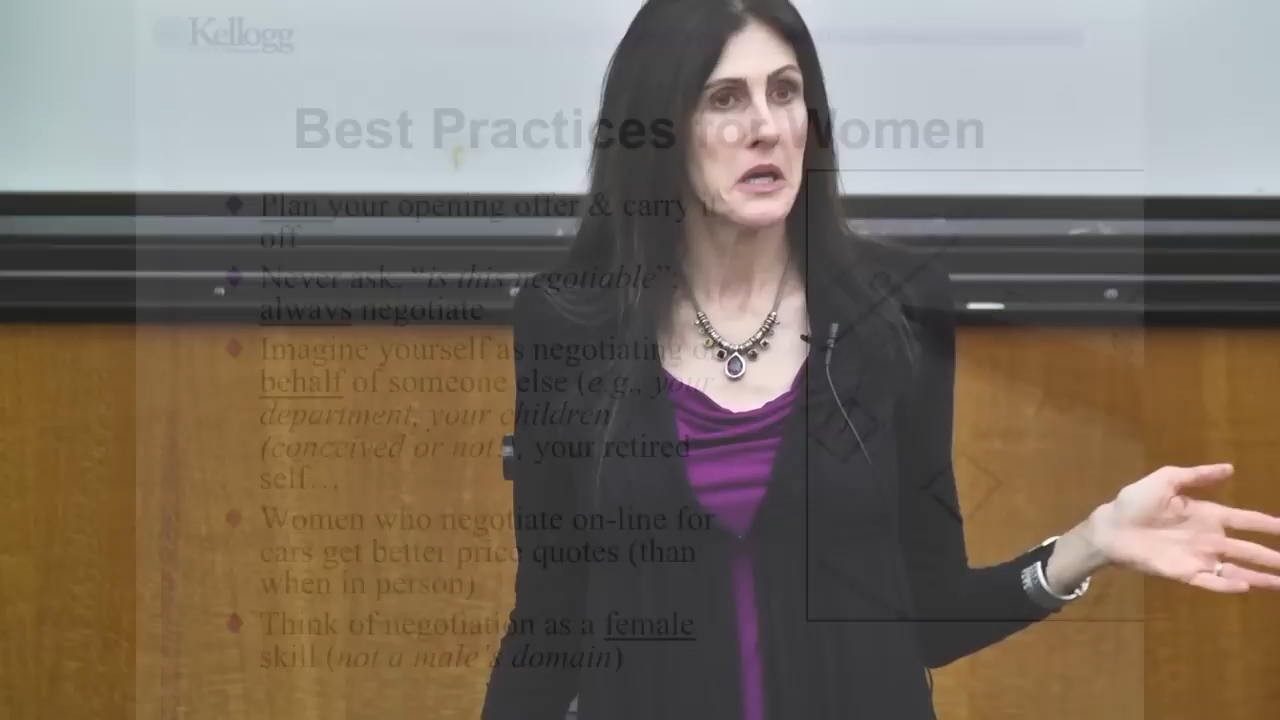 Kellogg
Best Practices for Women
Plan your opening offer & carry it
off
Never ask: “is this negotiable”:
always negotiate
Imagine yourself as negotiating on
behalf of someone else (e.g., your
department, your children
(conceived or not), your retired
self...
Women who negotiate on-line for
cars get better price quotes (than
when in person)
Think of negotiation as a female
skill (not a male's domain)